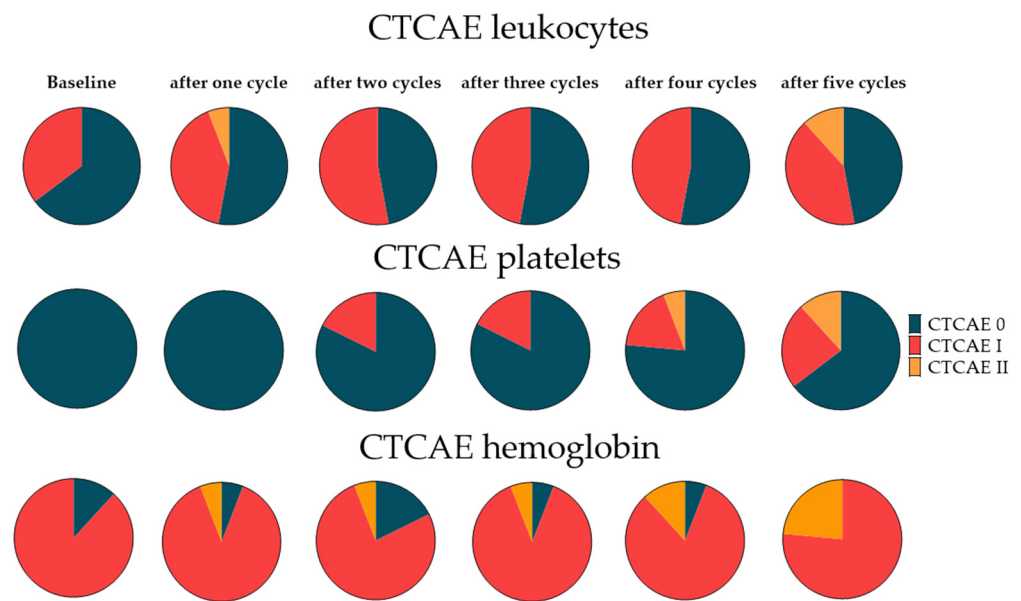 CTCAE leukocytes
Baseline
after one cycle
after two cycles
after three cycles
after four cycles
after five cycles
CTCAE platelets
CTCAE 0
CTCAE I
CTCAE II
CTCAE hemoglobin